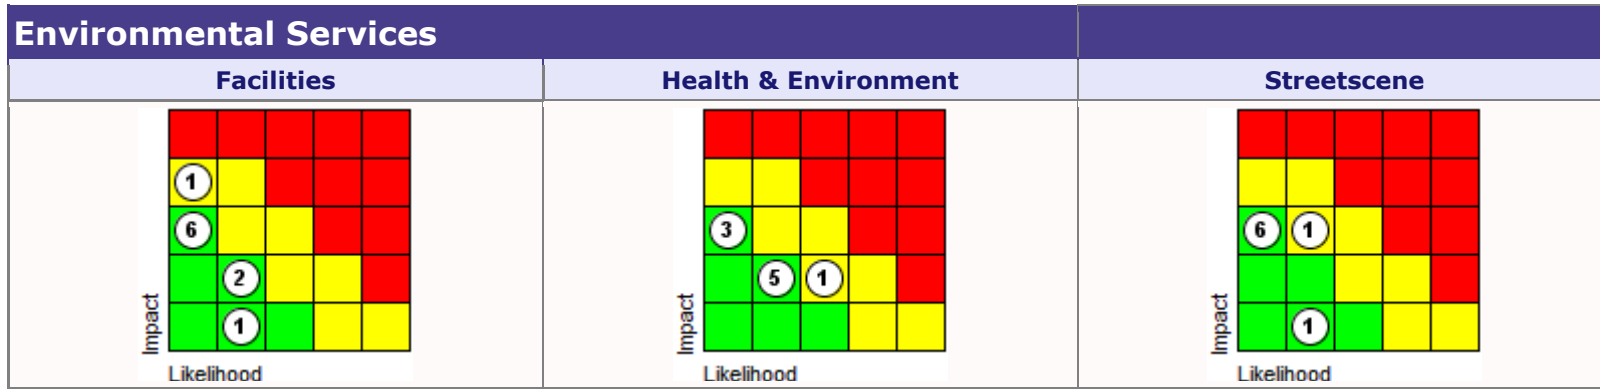 Environmental Services
Facilities
Health & Environment
Streetscene
1
6
2
1
Impact
Likelihood
3
5 1
Impact
Likelihood
6 1
1
Impact
Likelihood